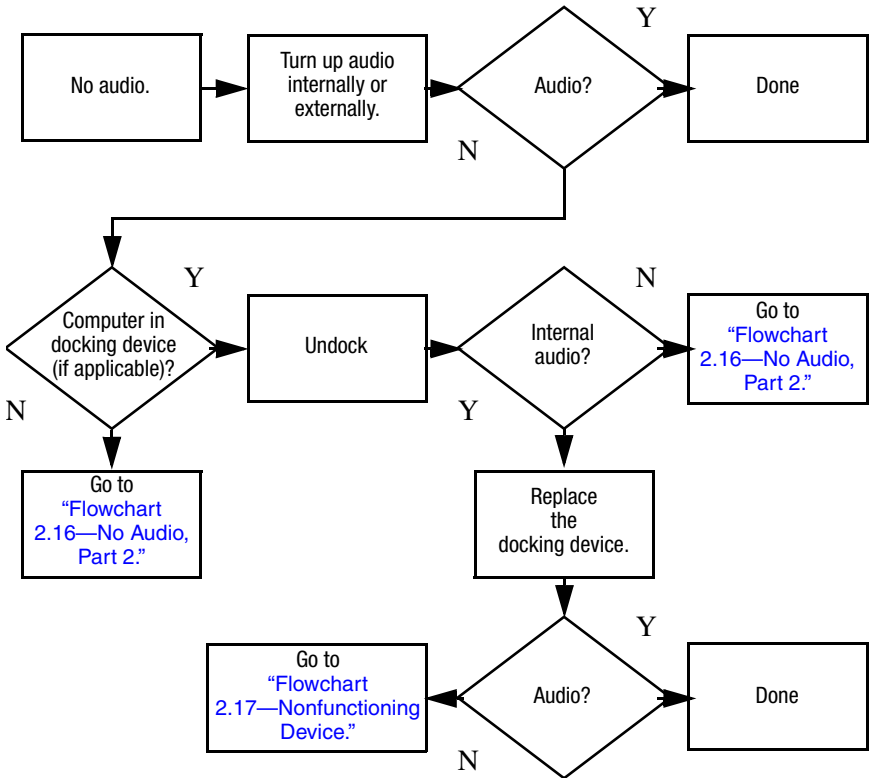 Y
No audio.
Turn up audio
internally or
externally.
Audio?
Done
N
Y
Computer in
docking device
(if applicable)?
N
Undock
Internal
audio?
Y
N
Go to
“Flowchart
2.16—No Audio,
Part 2.”
Go to
“Flowchart
2.16—No Audio,
Part 2.”
Replace
the
docking device.
Go to
“Flowchart
2.17—Nonfunctioning
Device.”
Audio?
Y
N
Done